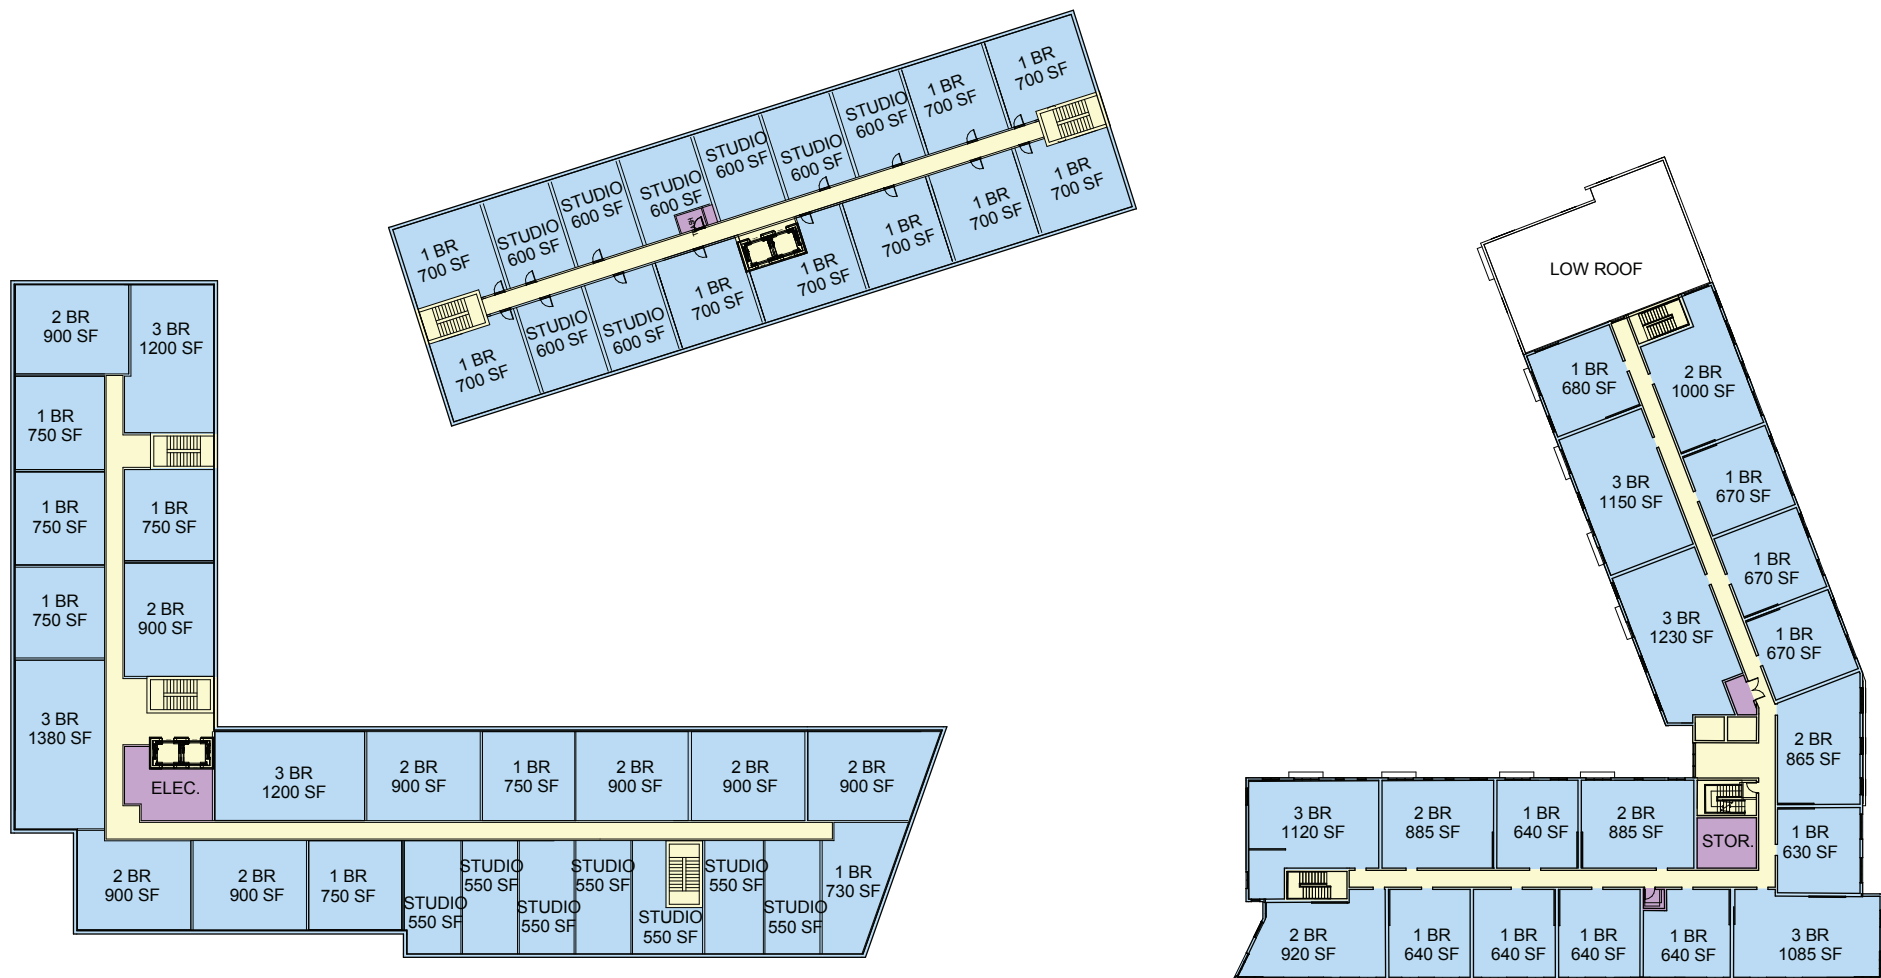 1 BR
700 SF
1 BR
700 SF
STUDIO
600 SF
STUDIO
600 SF
STUDIO
600 SF
STUDIO
600 SF
STUDIO
600 SF
STUDIO
600 SF
1 BR
700 SF
1 BR
700 SF
1 BR
700 SF
1 BR
700 SF
1 BR
700 SF
1 BR
700 SF
STUDIO
600 SF
STUDIO
600 SF
1 BR
700 SF
2 BR
900 SF
3 BR
1200 SF
1 BR
750 SF
1 BR
750 SF
1 BR
750 SF
1 BR
750 SF
2 BR
900 SF
3 BR
1380 SF
ELEC.
3 BR
1200 SF
2 BR
900 SF
1 BR
750 SF
2 BR
900 SF
2 BR
900 SF
2 BR
900 SF
2 BR
900 SF
2 BR
900 SF
1 BR
750 SF
STUDIO
550 SF
STUDIO
550 SF
STUDIO
550 SF
STUDIO
550 SF
STUDIO
550 SF
STUDIO
550 SF
STUDIO
550 SF
1 BR
730 SF
LOW ROOF
1 BR
680 SF
2 BR
1000 SF
3 BR
1150 SF
1 BR
670 SF
1 BR
670 SF
3 BR
1230 SF
1 BR
670 SF
2 BR
865 SF
3 BR
1120 SF
2 BR
885 SF
1 BR
640 SF
2 BR
885 SF
STOR.
1 BR
630 SF
2 BR
920 SF
1 BR
640 SF
1 BR
640 SF
1 BR
640 SF
1 BR
640 SF
3 BR
1085 SF